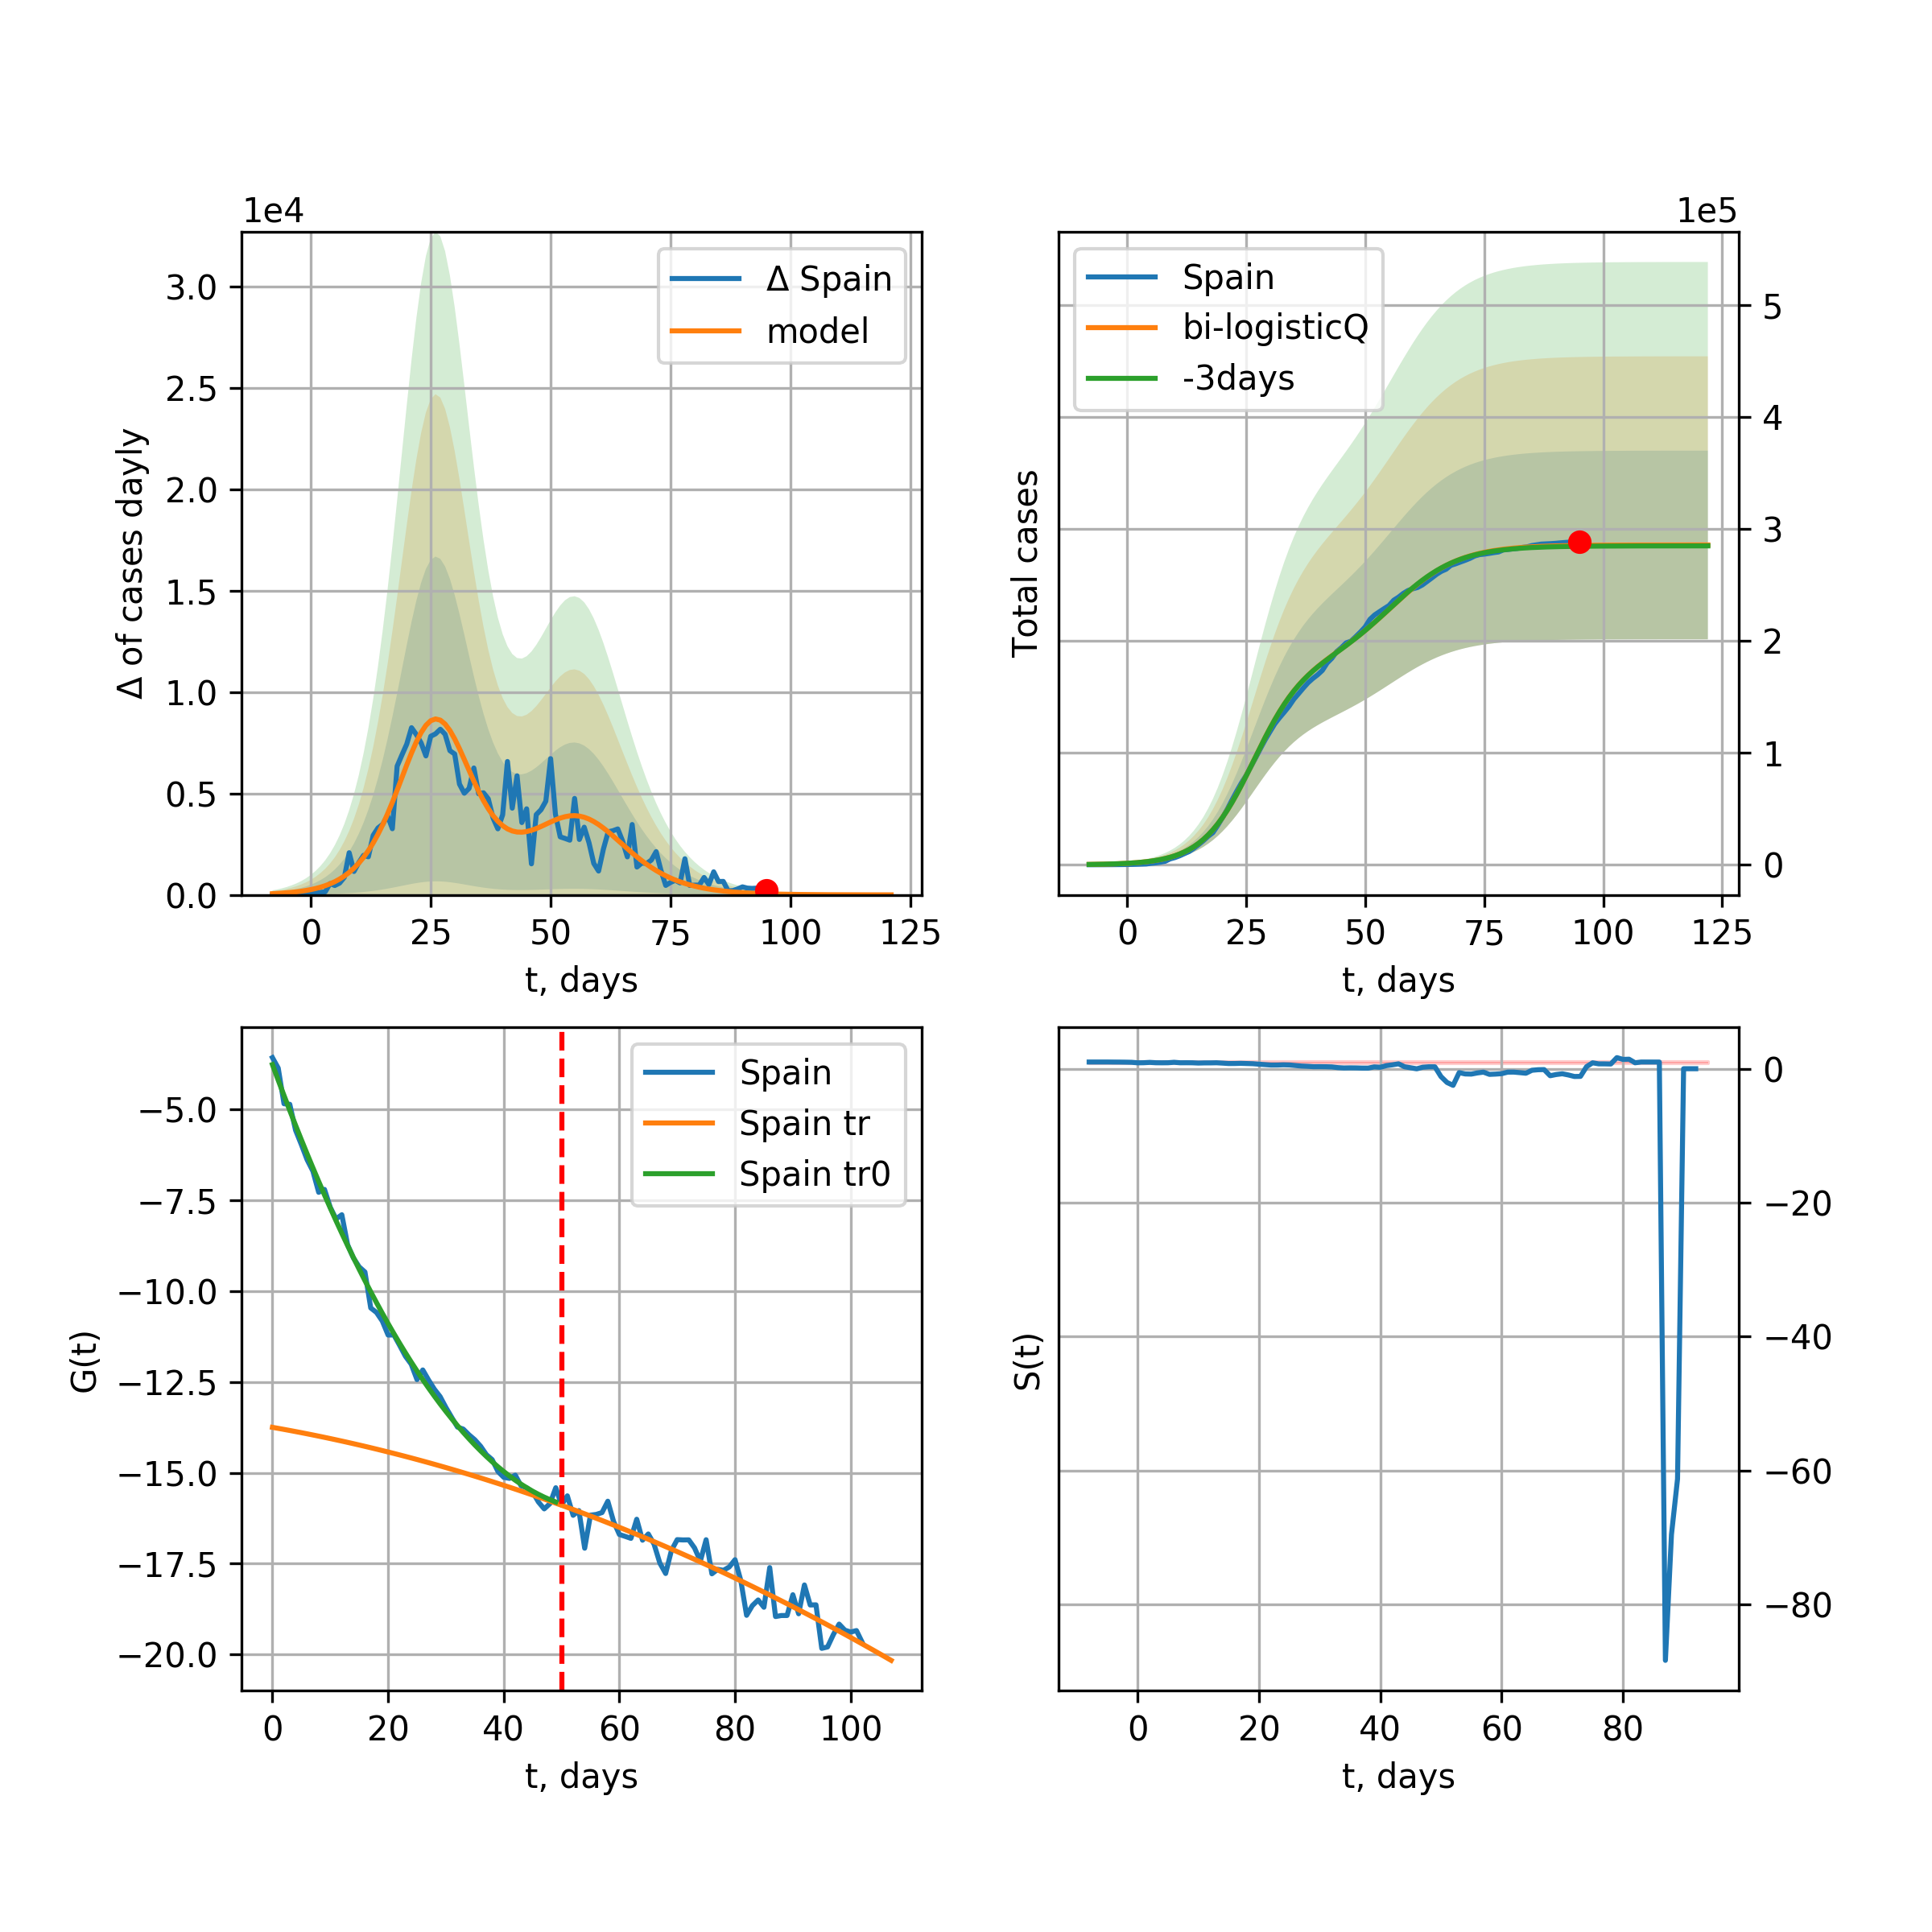 1e4
Δ of cases dayly
3.0
2.5
2.0
1.5
1.0
0.5
0.0
Δ Spain
model
0 25 50 75 100 125
t, days
1e5
Total cases
Spain
bi-logisticQ
-3days
5
4
3
2
1
0
0 25 50 75 100 125
t, days
G(t)
−5.0
−7.5
−10.0
−12.5
−15.0
−17.5
−20.0
Spain
Spain tr
Spain tr0
0 20 40 60 80 100
t, days
S(t)
0
−20
−40
−60
−80
0 20 40 60 80
t, days